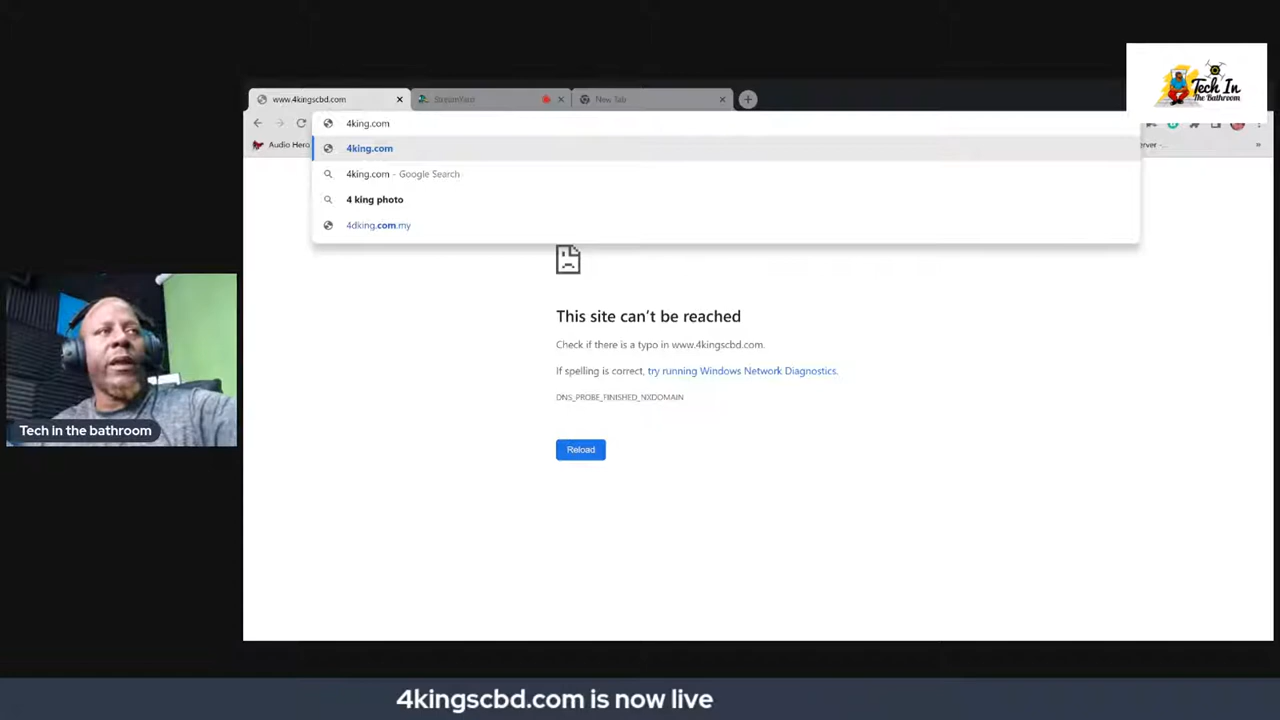 Tech In
The Bathroom
www.4kingscbd.com
StreamYard
New Tab
4king.com
Audio Hero
4king.com
4king.com - Google Search
4 king photo
4dking.com.my
This site can't be reached
Check if there is a typo in www.4kingscbd.com.
If spelling is correct, try running Windows Network Diagnostics.
DNS_PROBE_FINISHED_NXDOMAIN
Reload
Tech in the bathroom
4kingscbd.com is now live